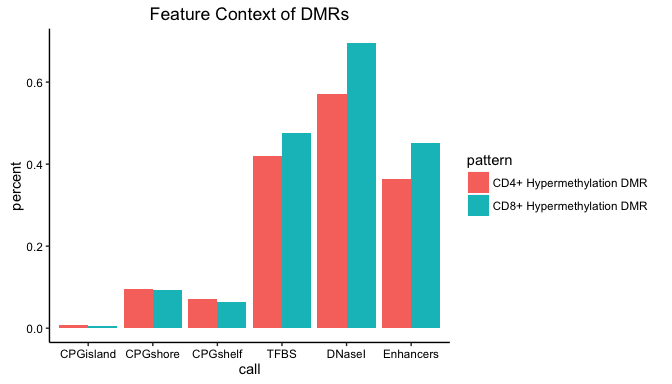 Feature Context of DMRs
percent
0.6
0.4
0.2
0.0
CPGisland CPGshore CPGshelf TFBS DNaseI Enhancers
call
pattern
CD4+ Hypermethylation DMR
CD8+ Hypermethylation DMR